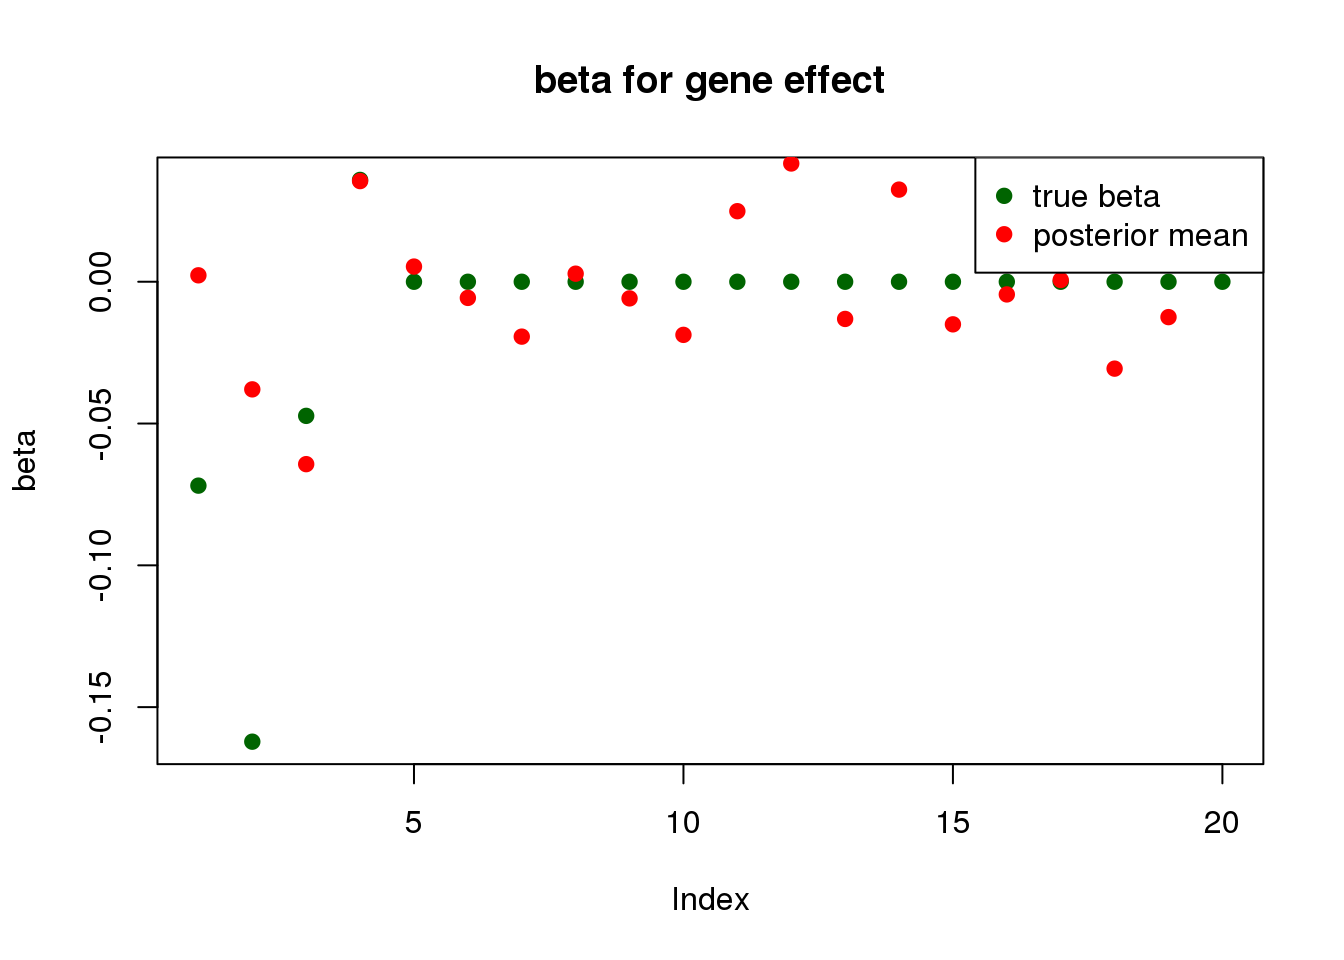 beta for gene effect
true beta
posterior mean
beta
0.00
-0.05
-0.10
-0.15
5
10
15
20
Index